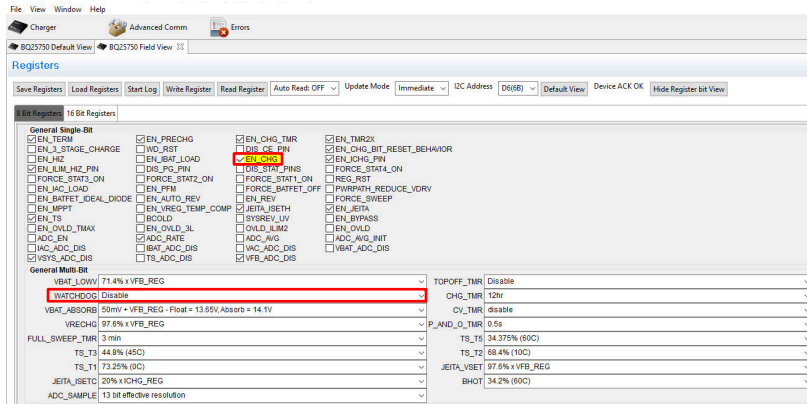 File View Window Help
Charger Advanced Comm Errors
BQ25750 Default View BQ25750 Field View
Registers
Save Registers Load Registers Start Log Write Register Read Register Auto Read: OFF Update Mode Immediate I2C Address D6(6B) Default View Device ACK OK Hide Register bit View
8 Bit Registers 16 Bit Registers
General Single-Bit
EN_TERM EN_PRECHG EN_CHG_TMR EN_TMR2X
EN_3_STAGE_CHARGE WD_RST DIS_CE_PIN EN_CHG_BIT_RESET_BEHAVIOR
EN_HIZ EN_IBAT_LOAD EN_CHG EN_ICHG_PIN
EN_ILIM_HIZ_PIN DIS_PG_PIN DIS_STAT_PINS FORCE_STAT4_ON
FORCE_STAT3_ON FORCE_STAT2_ON FORCE_STAT1_ON REG_RST
EN_IAC_LOAD EN_PFM FORCE_BATFET_OFF PWRPATH_REDUCE_VDRV
EN_BATFET_IDEAL_DIODE EN_AUTO_REV EN_REV FORCE_SWEEP
EN_MPPT EN_VREG_TEMP_COMP JEITA_ISETH EN_JEITA
EN_TS BCOLD SYSREV_UV EN_BYPASS
EN_OVLD_TMAX EN_OVLD_3L OVLD_ILIM2 EN_OVLD
ADC_EN ADC_RATE ADC_AVG ADC_AVG_INIT
IAC_ADC_DIS IBAT_ADC_DIS VAC_ADC_DIS VBAT_ADC_DIS
VSYS_ADC_DIS TS_ADC_DIS VFB_ADC_DIS
General Multi-Bit
VBAT_LOWV 71.4% x VFB_REG TOPOFF_TMR Disable
WATCHDOG Disable CHG_TMR 12hr
VBAT_ABSORB 50mV + VFB_REG - Float = 13.65V, Absorb = 14.1V CV_TMR disable
VRECHG 97.6% x VFB_REG P_AND_O_TMR 0.5s
FULL_SWEEP_TMR 3 min TS_T5 34.375% (60C)
TS_T3 44.8% (45C) TS_T2 68.4% (10C)
TS_T1 73.25% (0C) JEITA_VSET 97.6% x VFB_REG
JEITA_ISETC 20% x ICHG_REG BHOT 34.2% (60C)
ADC_SAMPLE 13 bit effective resolution